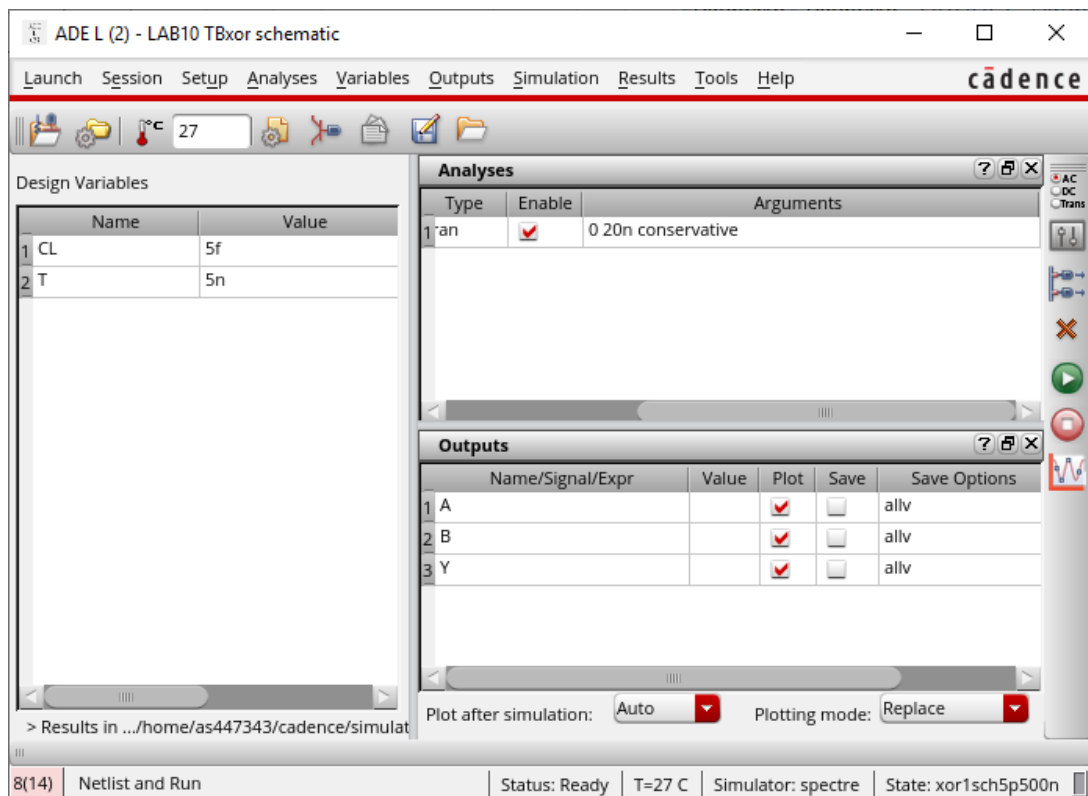 ADE L (2) - LAB10 TBxor schematic
Launch Session Setup Analyses Variables Outputs Simulation Results Tools Help cādence
°C 27
Design Variables
Name Value
1 CL 5f
2 T 5n
> Results in .../home/as447343/cadence/simulat
Analyses
Type Enable Arguments
1 ran 0 20n conservative
Outputs
Name/Signal/Expr Value Plot Save Save Options
1 A allv
2 B allv
3 Y allv
Plot after simulation: Auto Plotting mode: Replace
AC
DC
Trans
8(14) Netlist and Run Status: Ready T=27 C Simulator: spectre State: xor1sch5p500n